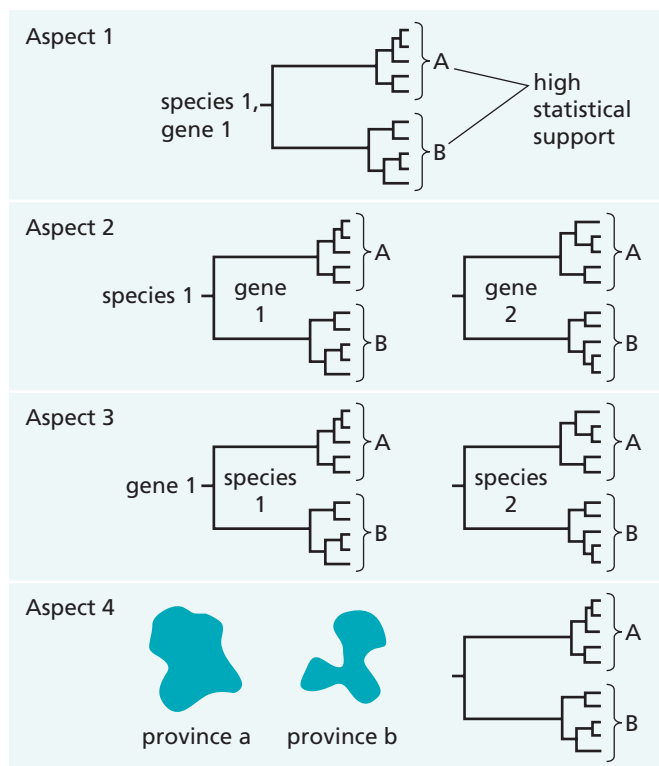 Aspect 1
A
high
statistical
support
species 1,
gene 1
B
Aspect 2
A
A
species 1
gene
1
gene
2
B
B
Aspect 3
A
A
gene 1
species
1
species
2
B
B
Aspect 4
A
B
province a
province b